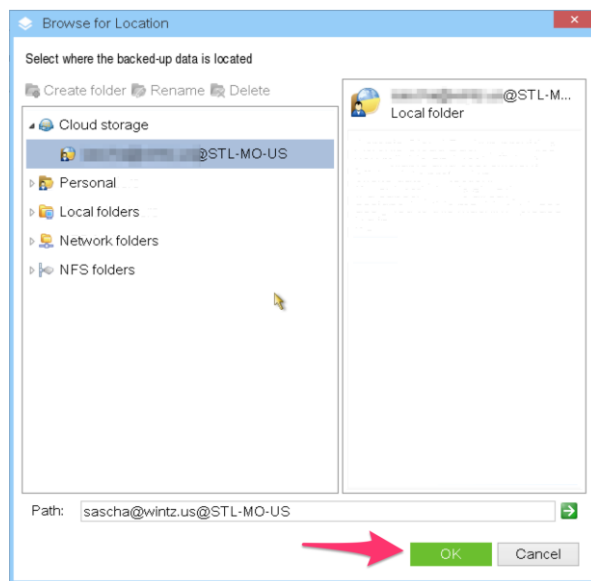 Browse for Location
Select where the backed-up data is located
Create folder Rename Delete
Cloud storage
@STL-MO-US
Personal
Local folders
Network folders
NFS folders
@STL-M...
Local folder
Path: sascha@wintz.us@STL-MO-US
OK Cancel